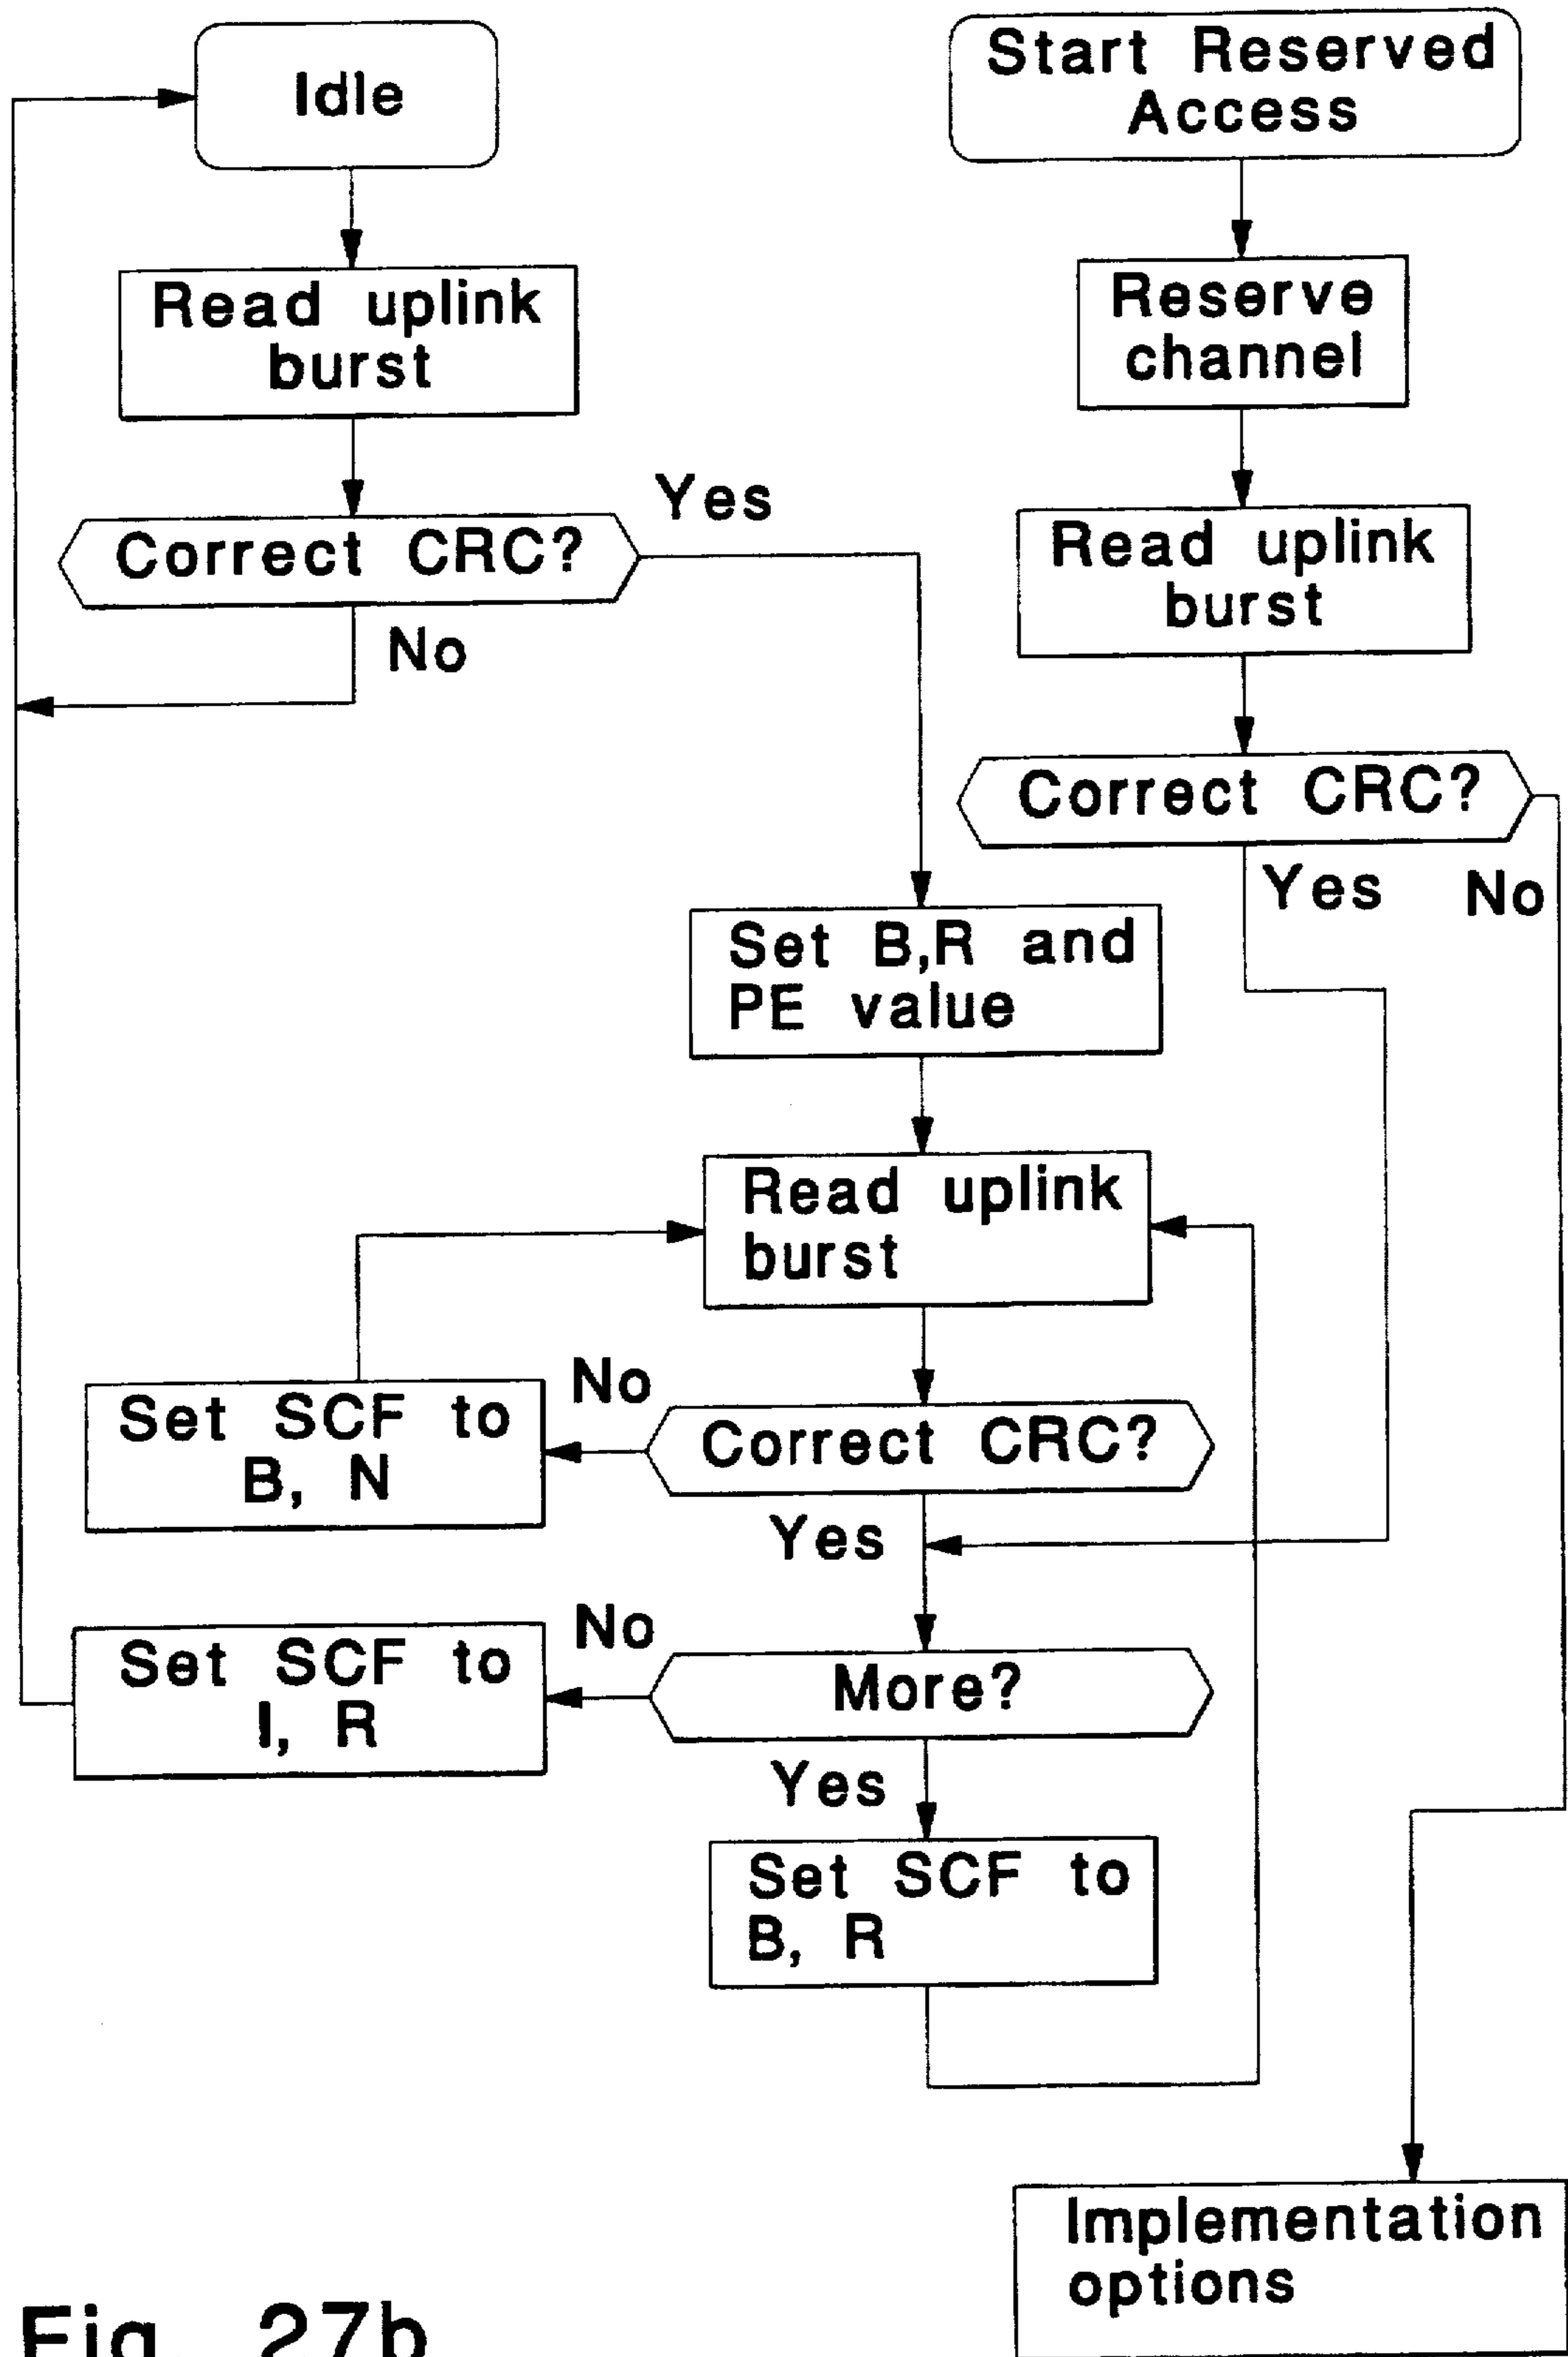 Idle
Start Reserved
Access
Read uplink
burst
Reserve
channel
Correct CRC?
Yes
No
Read uplink
burst
Correct CRC?
Yes
No
Set B,R and
PE value
Read uplink
burst
Set SCF to
B, N
No
Correct CRC?
Yes
Set SCF to
I, R
No
More?
Yes
Set SCF to
B, R
Implementation
options
Fig. 27b